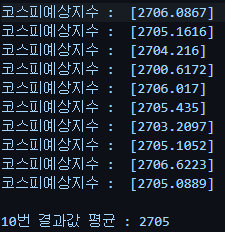 코스피예상지수 :  [2706.0867]
코스피예상지수 :  [2705.1616]
코스피예상지수 :  [2704.216]
코스피예상지수 :  [2700.6172]
코스피예상지수 :  [2706.017]
코스피예상지수 :  [2705.435]
코스피예상지수 :  [2703.2097]
코스피예상지수 :  [2705.1052]
코스피예상지수 :  [2706.6223]
코스피예상지수 :  [2705.0889]
10번 결과값 평균 : 2705